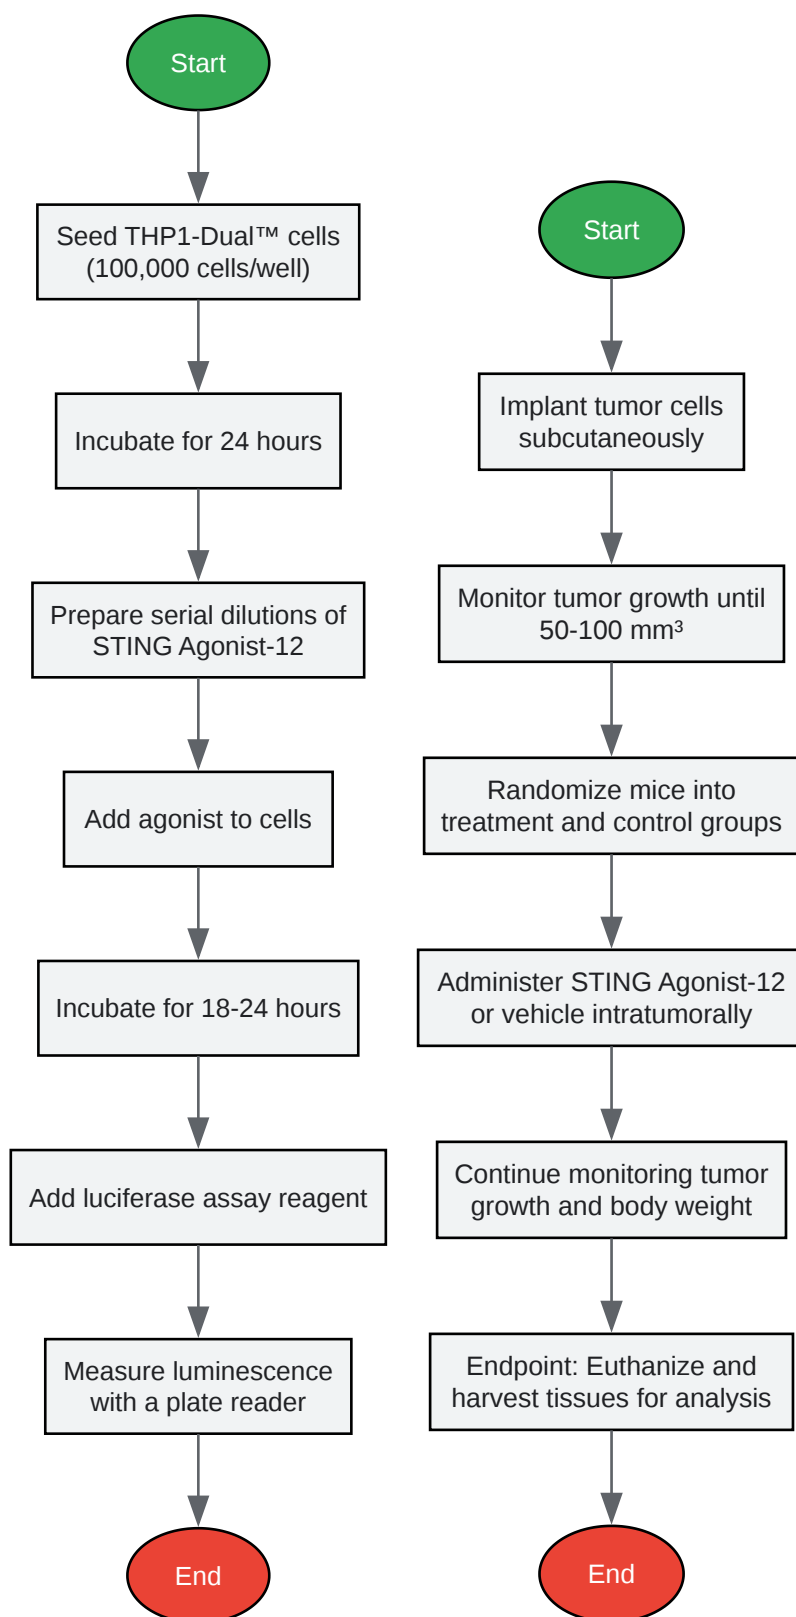 Start
Seed THP1-Dual™ cells
(100,000 cells/well)
Incubate for 24 hours
Prepare serial dilutions of
STING Agonist-12
Add agonist to cells
Incubate for 18-24 hours
Add luciferase assay reagent
Measure luminescence
with a plate reader
End
Start
Implant tumor cells
subcutaneously
Monitor tumor growth until
50-100 mm³
Randomize mice into
treatment and control groups
Administer STING Agonist-12
or vehicle intratumorally
Continue monitoring tumor
growth and body weight
Endpoint: Euthanize and
harvest tissues for analysis
End